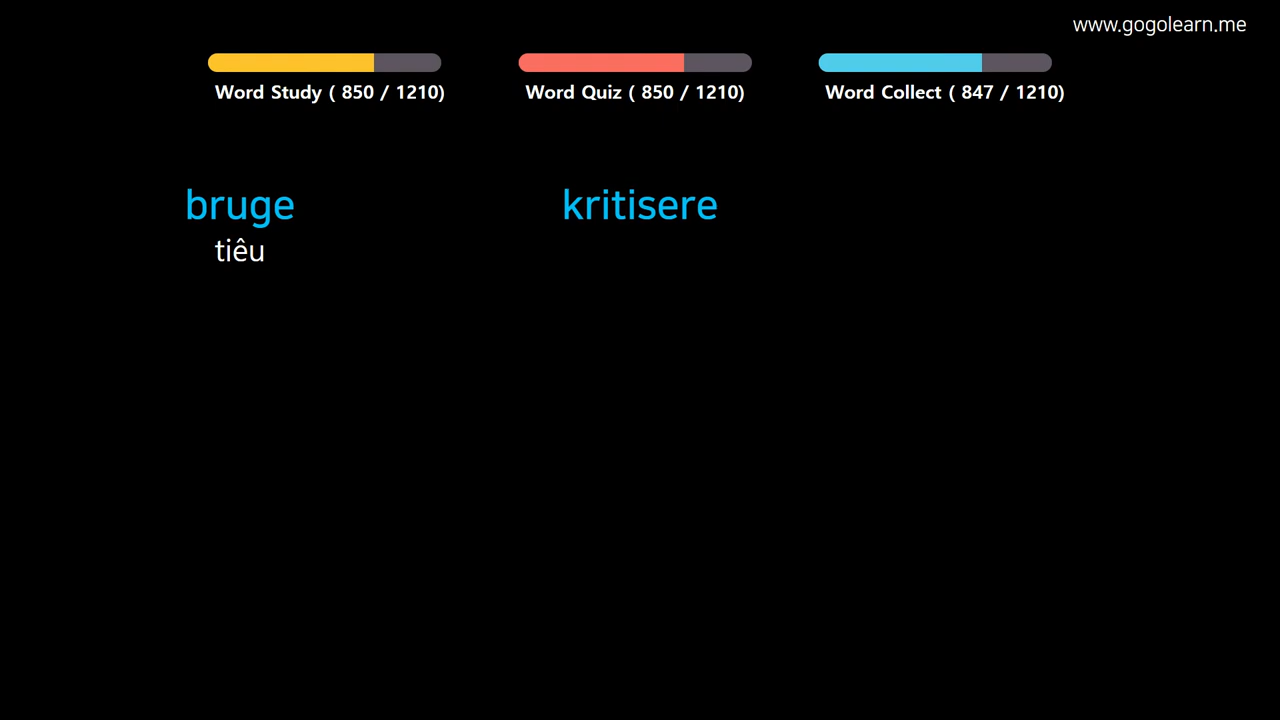 www.gogolearn.me
Word Study ( 850 / 1210)
Word Quiz ( 850 / 1210)
Word Collect ( 847 / 1210)
bruge
tiêu
kritisere